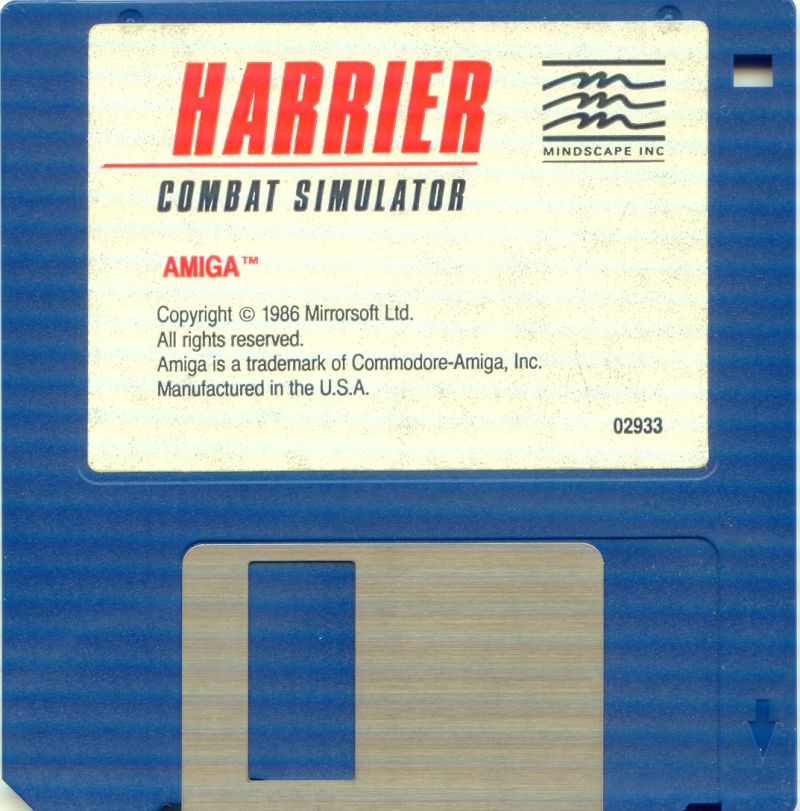 HARRIER
COMBAT SIMULATOR
MINDSCAPE INC
AMIGA™
Copyright © 1986 Mirrorsoft Ltd.
All rights reserved.
Amiga is a trademark of Commodore-Amiga, Inc.
Manufactured in the U.S.A.
02933